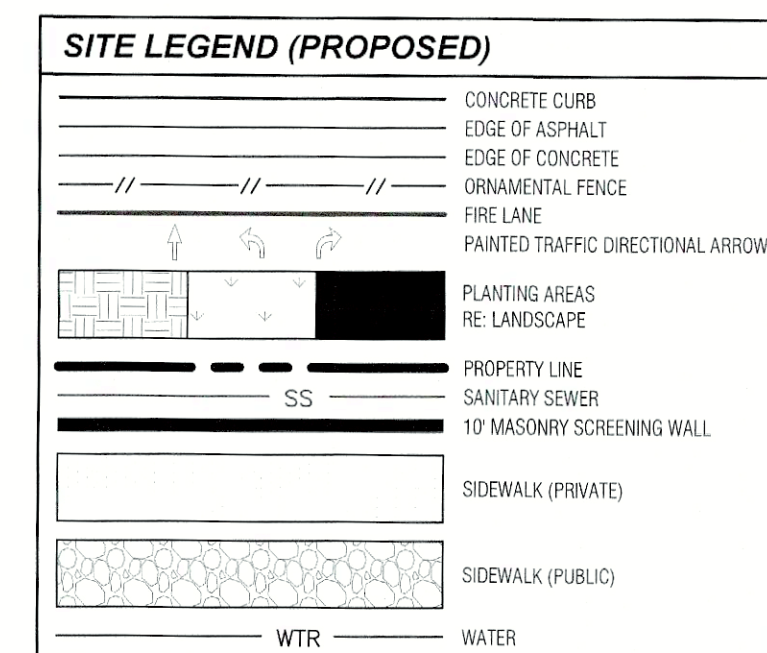 SITE LEGEND (PROPOSED)
CONCRETE CURB
EDGE OF ASPHALT
EDGE OF CONCRETE
ORNAMENTAL FENCE
FIRE LANE
PAINTED TRAFFIC DIRECTIONAL ARROW
PLANTING AREAS
RE: LANDSCAPE
PROPERTY LINE
SS SANITARY SEWER
10' MASONRY SCREENING WALL
SIDEWALK (PRIVATE)
SIDEWALK (PUBLIC)
WTR WATER